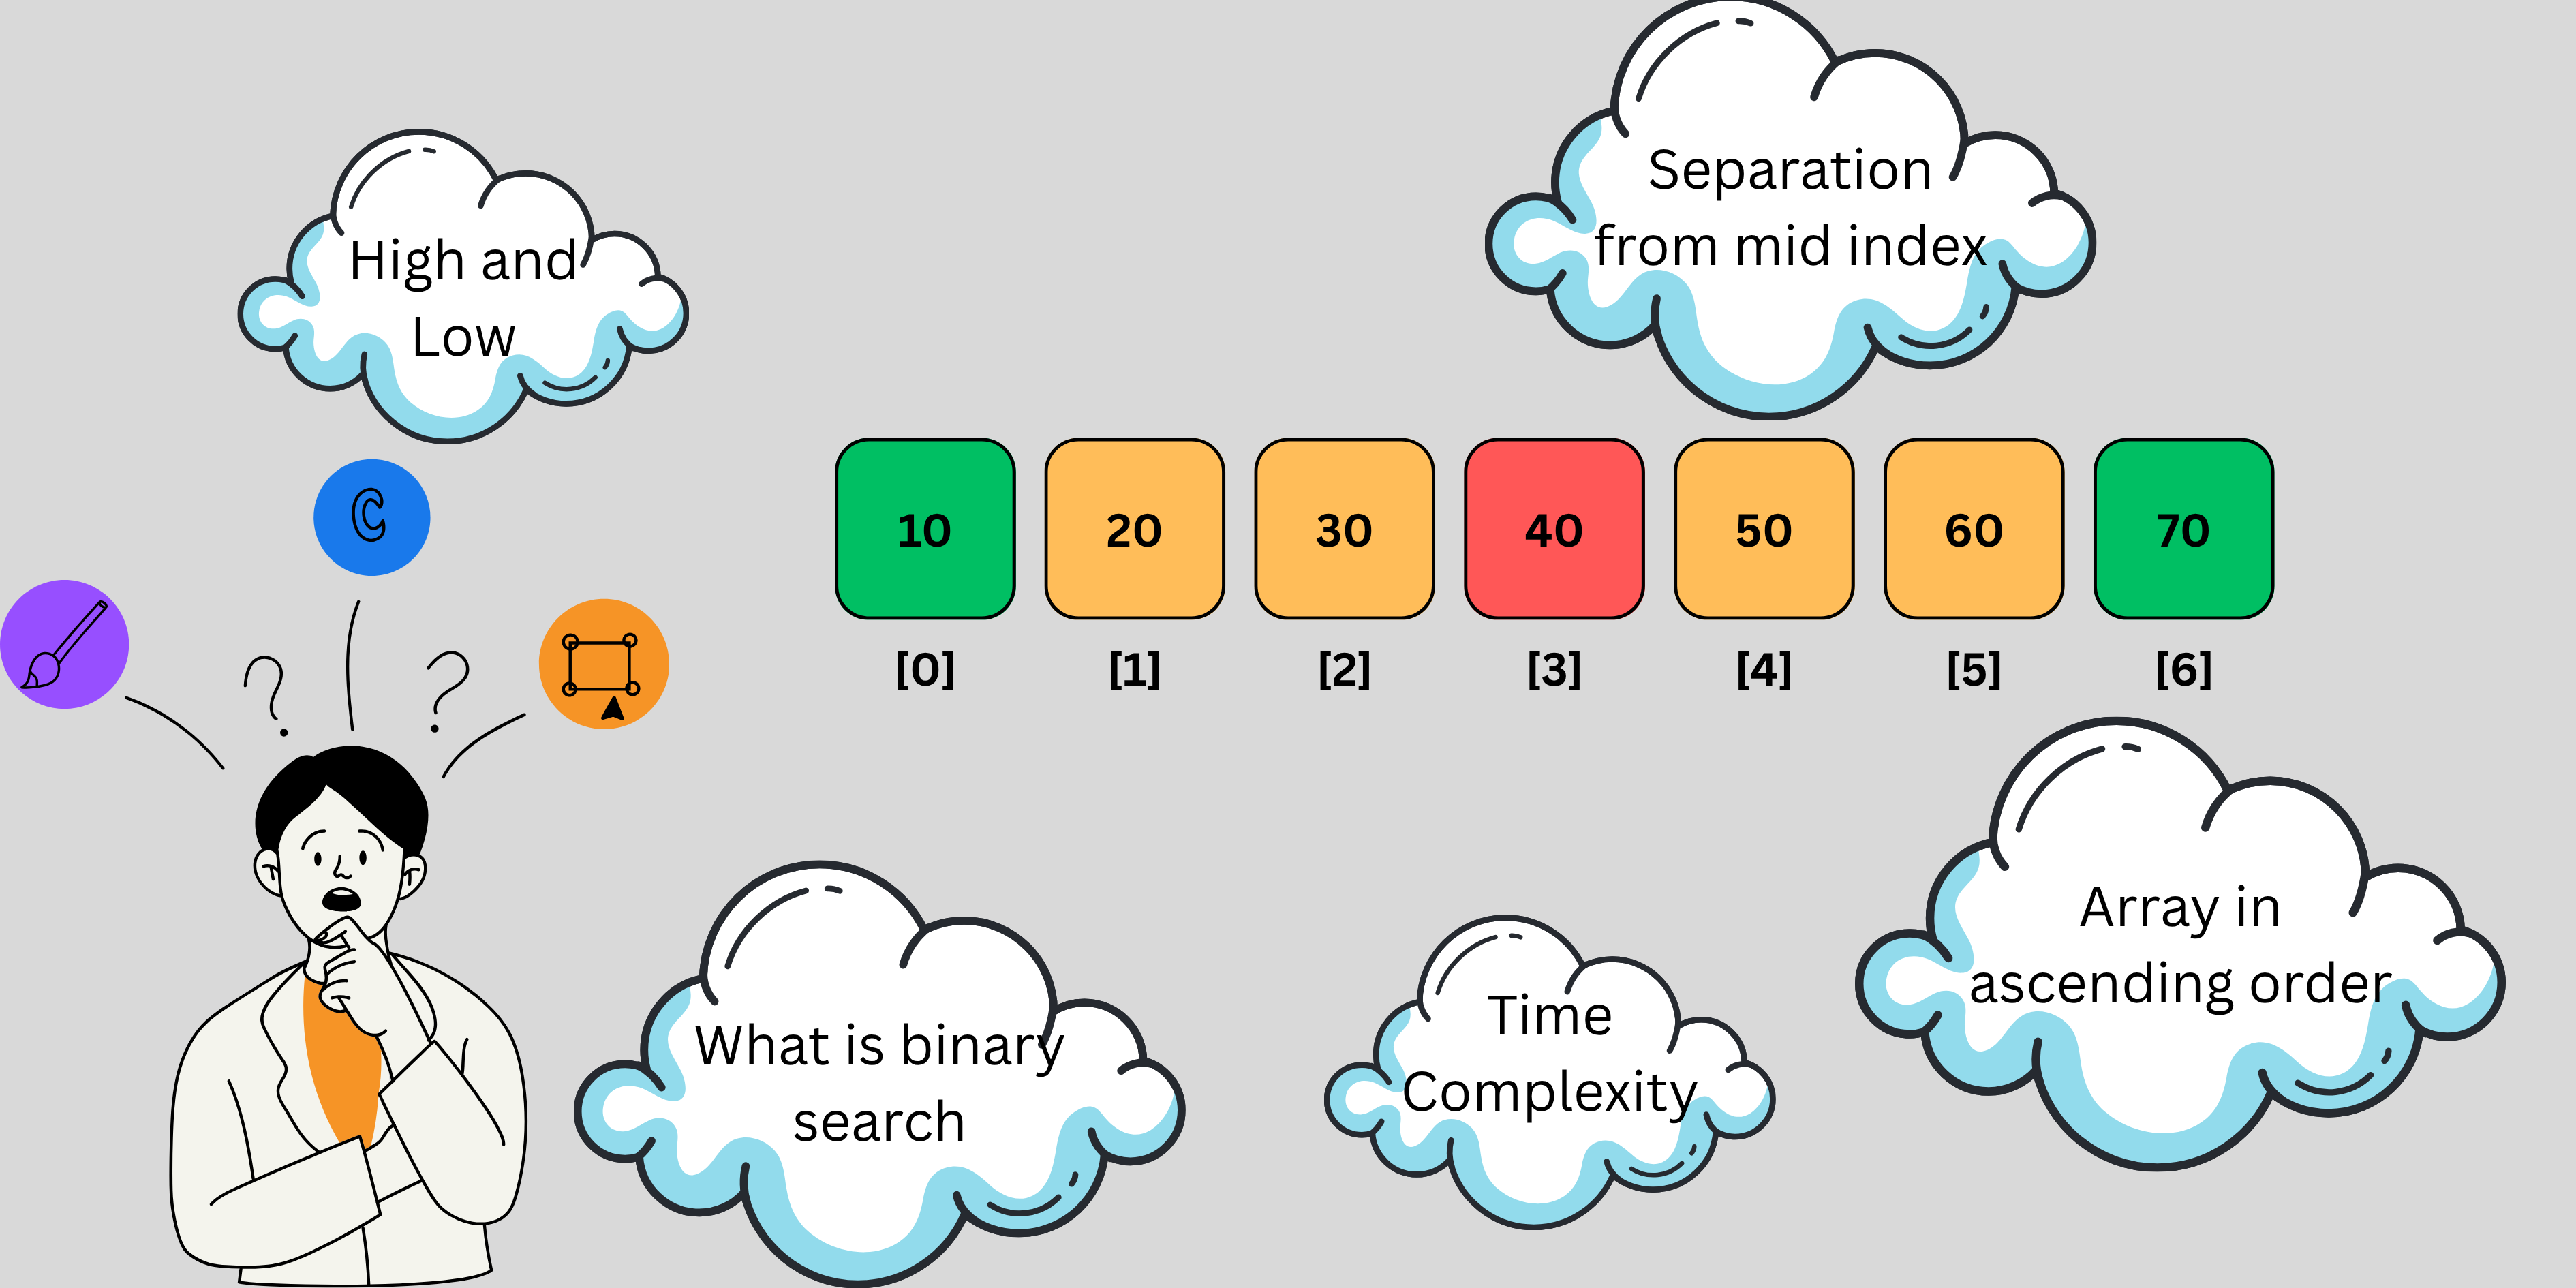 High and
Low
Separation
from mid index
C
10 20 30 40 50 60 70
[0] [1] [2] [3] [4] [5] [6]
? ?
What is binary
search
Time
Complexity
Array in
ascending order